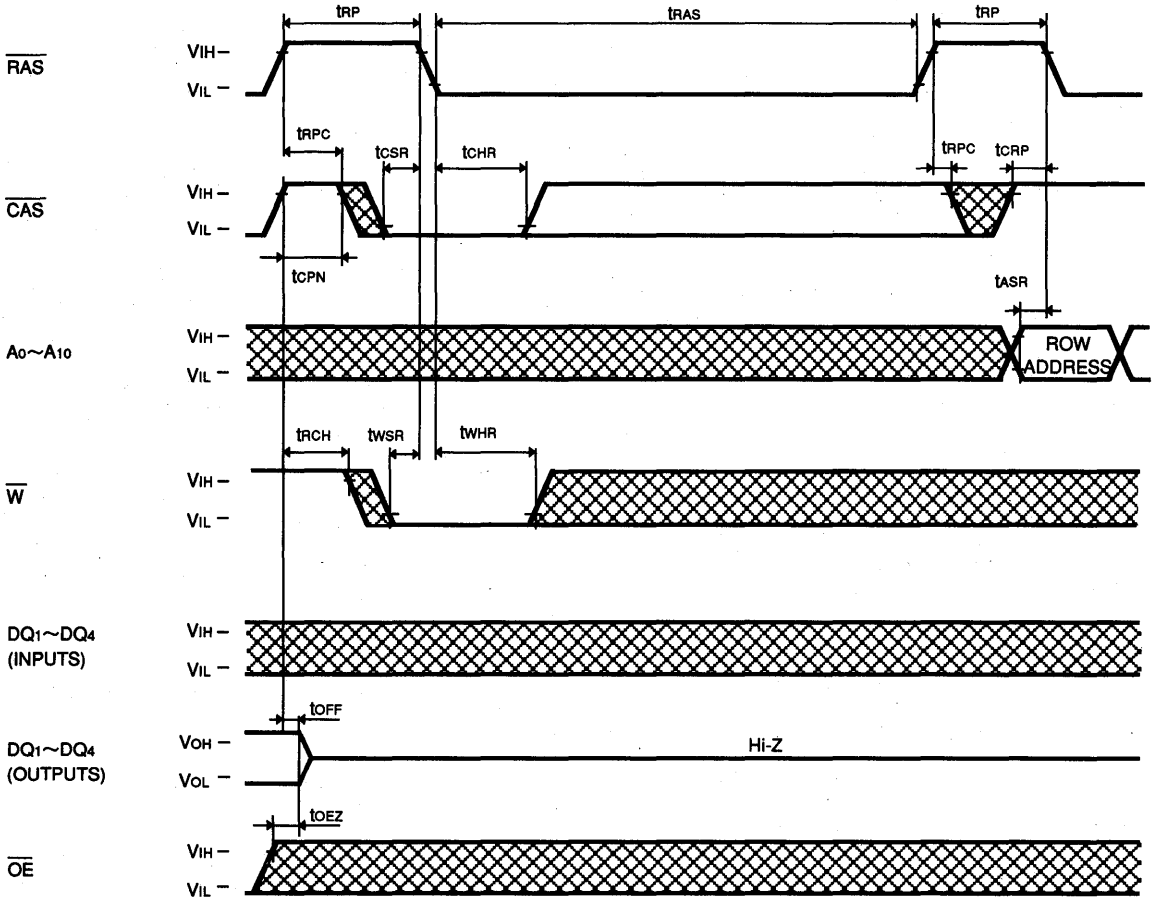 tRP tRAS tRP
RAS VIH
VIL
tRPC tCSR tCHR tRPC tCRP
CAS VIH
VIL
tCPN
tASR
A0~A10 VIH
VIL
ROW
ADDRESS
tRCH tWSR tWHR
W VIH
VIL
DQ1~DQ4
(INPUTS)
VIH
VIL
tOFF
DQ1~DQ4
(OUTPUTS)
VOH
VOL
Hi-Z
tOEZ
OE VIH
VIL